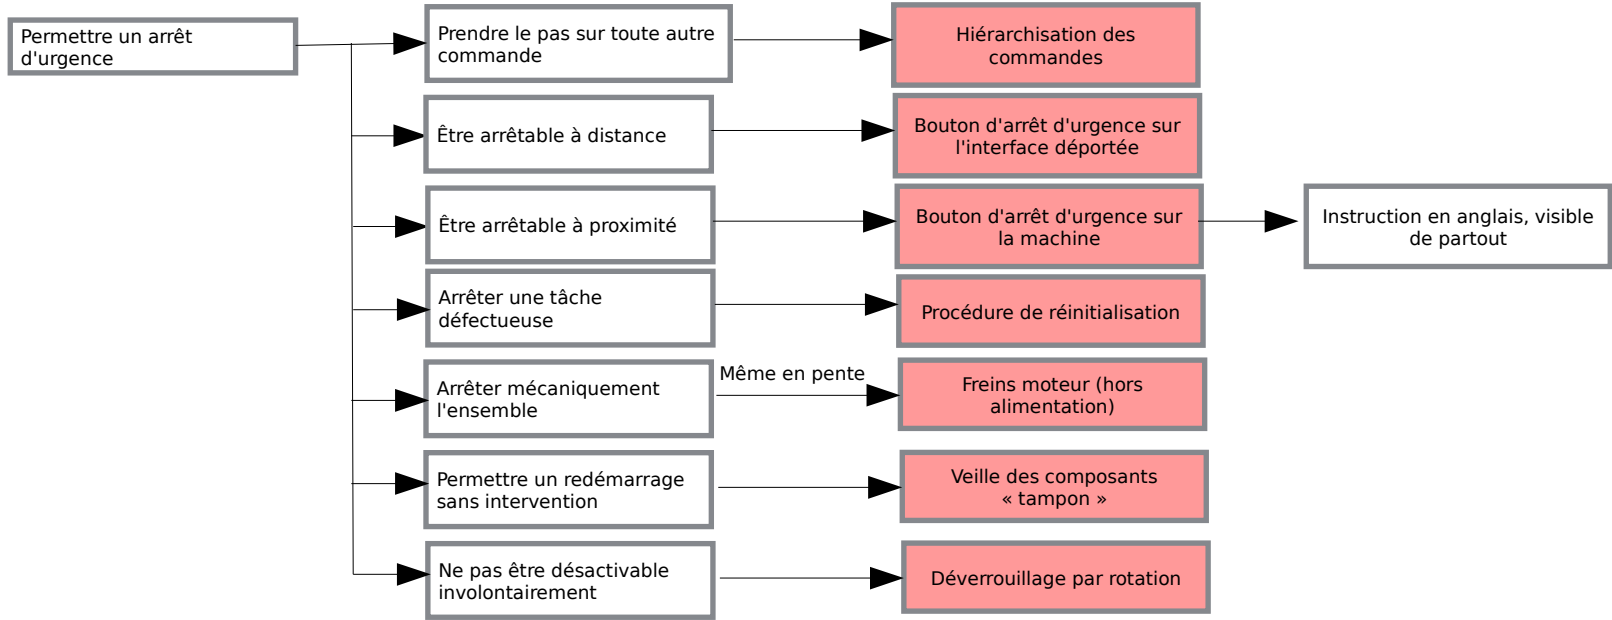 Permettre un arrêt
d'urgence
Prendre le pas sur toute autre
commande
Hiérarchisation des
commandes
Être arrêtable à distance
Bouton d'arrêt d'urgence sur
l'interface déportée
Être arrêtable à proximité
Bouton d'arrêt d'urgence sur
la machine
Instruction en anglais, visible
de partout
Arrêter une tâche
défectueuse
Procédure de réinitialisation
Arrêter mécaniquement
l'ensemble
Même en pente
Freins moteur (hors
alimentation)
Permettre un redémarrage
sans intervention
Veille des composants
« tampon »
Ne pas être désactivable
involontairement
Déverrouillage par rotation